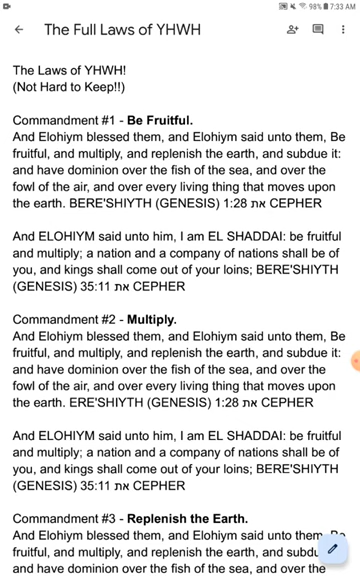 98% 7:33 AM
The Full Laws of YHWH
The Laws of YHWH!
(Not Hard to Keep!!)
Commandment #1 - Be Fruitful.
And Elohiym blessed them, and Elohiym said unto them, Be
fruitful, and multiply, and replenish the earth, and subdue it:
and have dominion over the fish of the sea, and over the
fowl of the air, and over every living thing that moves upon
the earth. BERE'SHIYTH (GENESIS) 1:28 את CEPHER
And ELOHIYM said unto him, I am EL SHADDAI: be fruitful
and multiply; a nation and a company of nations shall be of
you, and kings shall come out of your loins; BERE'SHIYTH
(GENESIS) 35:11 את CEPHER
Commandment #2 - Multiply.
And Elohiym blessed them, and Elohiym said unto them, Be
fruitful, and multiply, and replenish the earth, and subdue it:
and have dominion over the fish of the sea, and over the
fowl of the air, and over every living thing that moves upon
the earth. ERE'SHIYTH (GENESIS) 1:28 את CEPHER
And ELOHIYM said unto him, I am EL SHADDAI: be fruitful
and multiply; a nation and a company of nations shall be of
you, and kings shall come out of your loins; BERE'SHIYTH
(GENESIS) 35:11 את CEPHER
Commandment #3 - Replenish the Earth.
And Elohiym blessed them, and Elohiym said unto them,
fruitful, and multiply, and replenish the earth, and
and have dominion over the fish of the sea, and over the